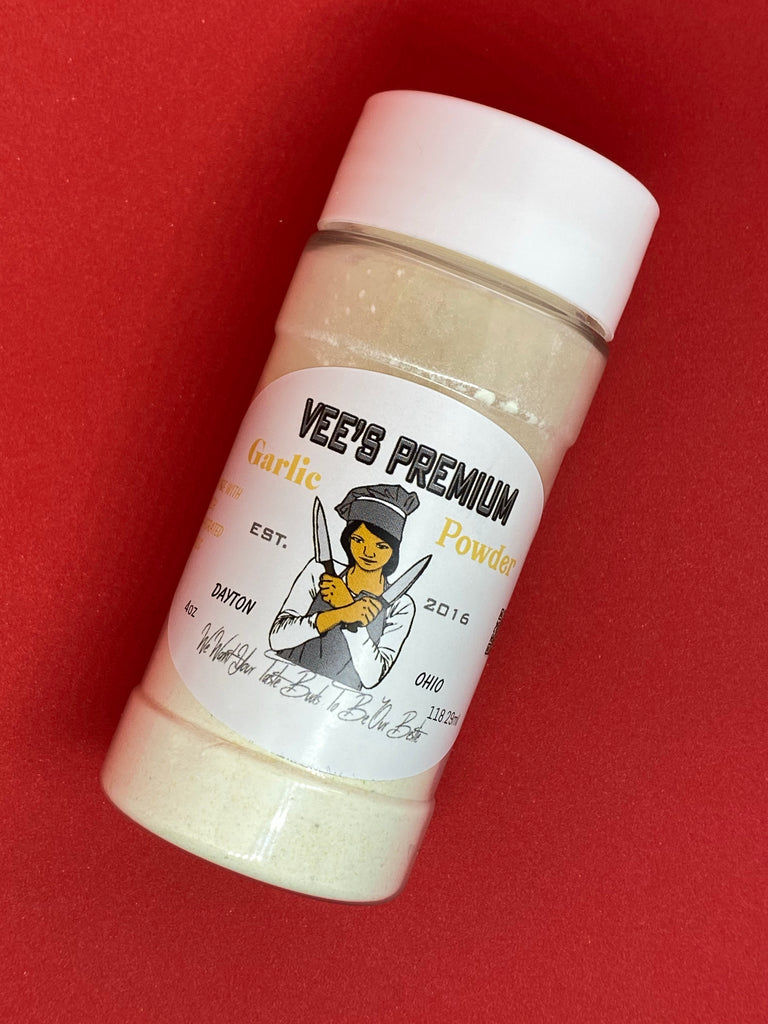 VEE'S PREMIUM
Garlic Powder
EST. 2016
DAYTON OHIO
4oz 118.29ml
We Want Your Taste Buds To Be Our Bestie